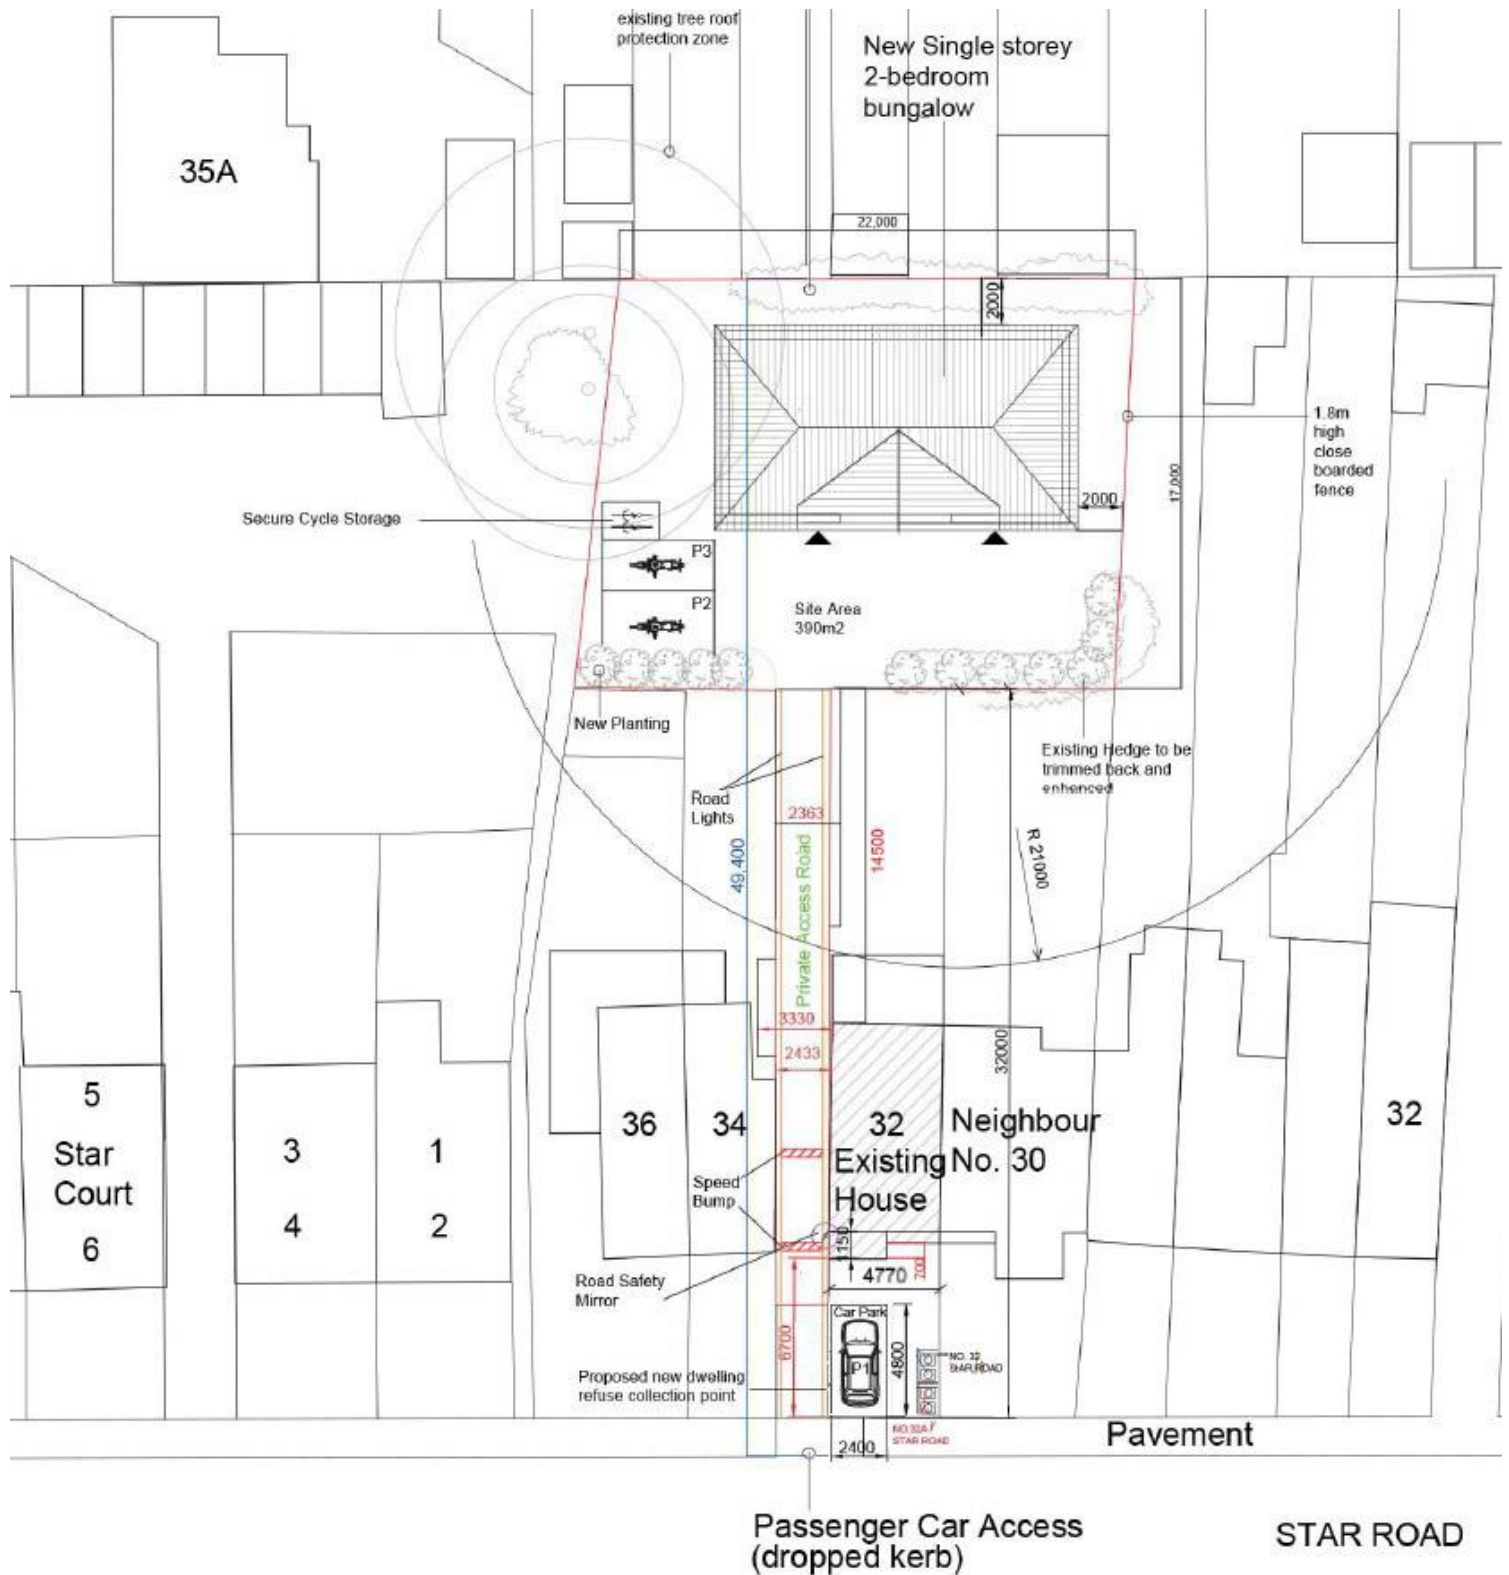 existing tree roof
protection zone
New Single storey
2-bedroom
bungalow
35A
22,000
2000
1.8m
high
close
boarded
fence
17,000
2000
Secure Cycle Storage
P3
P2
Site Area
390m2
New Planting
Existing Hedge to be
trimmed back and
enhanced
Road
Lights
2363
49,400
Private Access Road
14500
R 21000
3330
2433
32000
5
Star
Court
6
3
4
1
2
36
34
32
Existing
House
Neighbour
No. 30
32
Speed
Bump
1150
700
4770
Road Safety
Mirror
Car Park
P1
6700
4800
NO. 32
STAR ROAD
Proposed new dwelling
refuse collection point
NO.32A
STAR ROAD
2400
Pavement
Passenger Car Access
(dropped kerb)
STAR ROAD